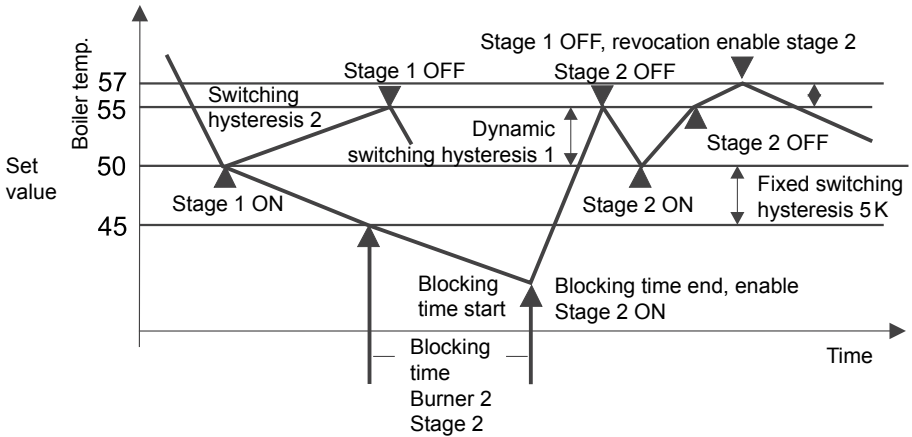 Boiler temp.
57
55
50
45
Set
value
Switching
hysteresis 2
Stage 1 OFF
Stage 1 ON
Stage 2 OFF
Dynamic
switching hysteresis 1
Stage 1 OFF, revocation enable stage 2
Stage 2 OFF
Stage 2 ON
Fixed switching
hysteresis 5 K
Blocking
time start
Blocking time end, enable
Stage 2 ON
Blocking
time
Burner 2
Stage 2
Time